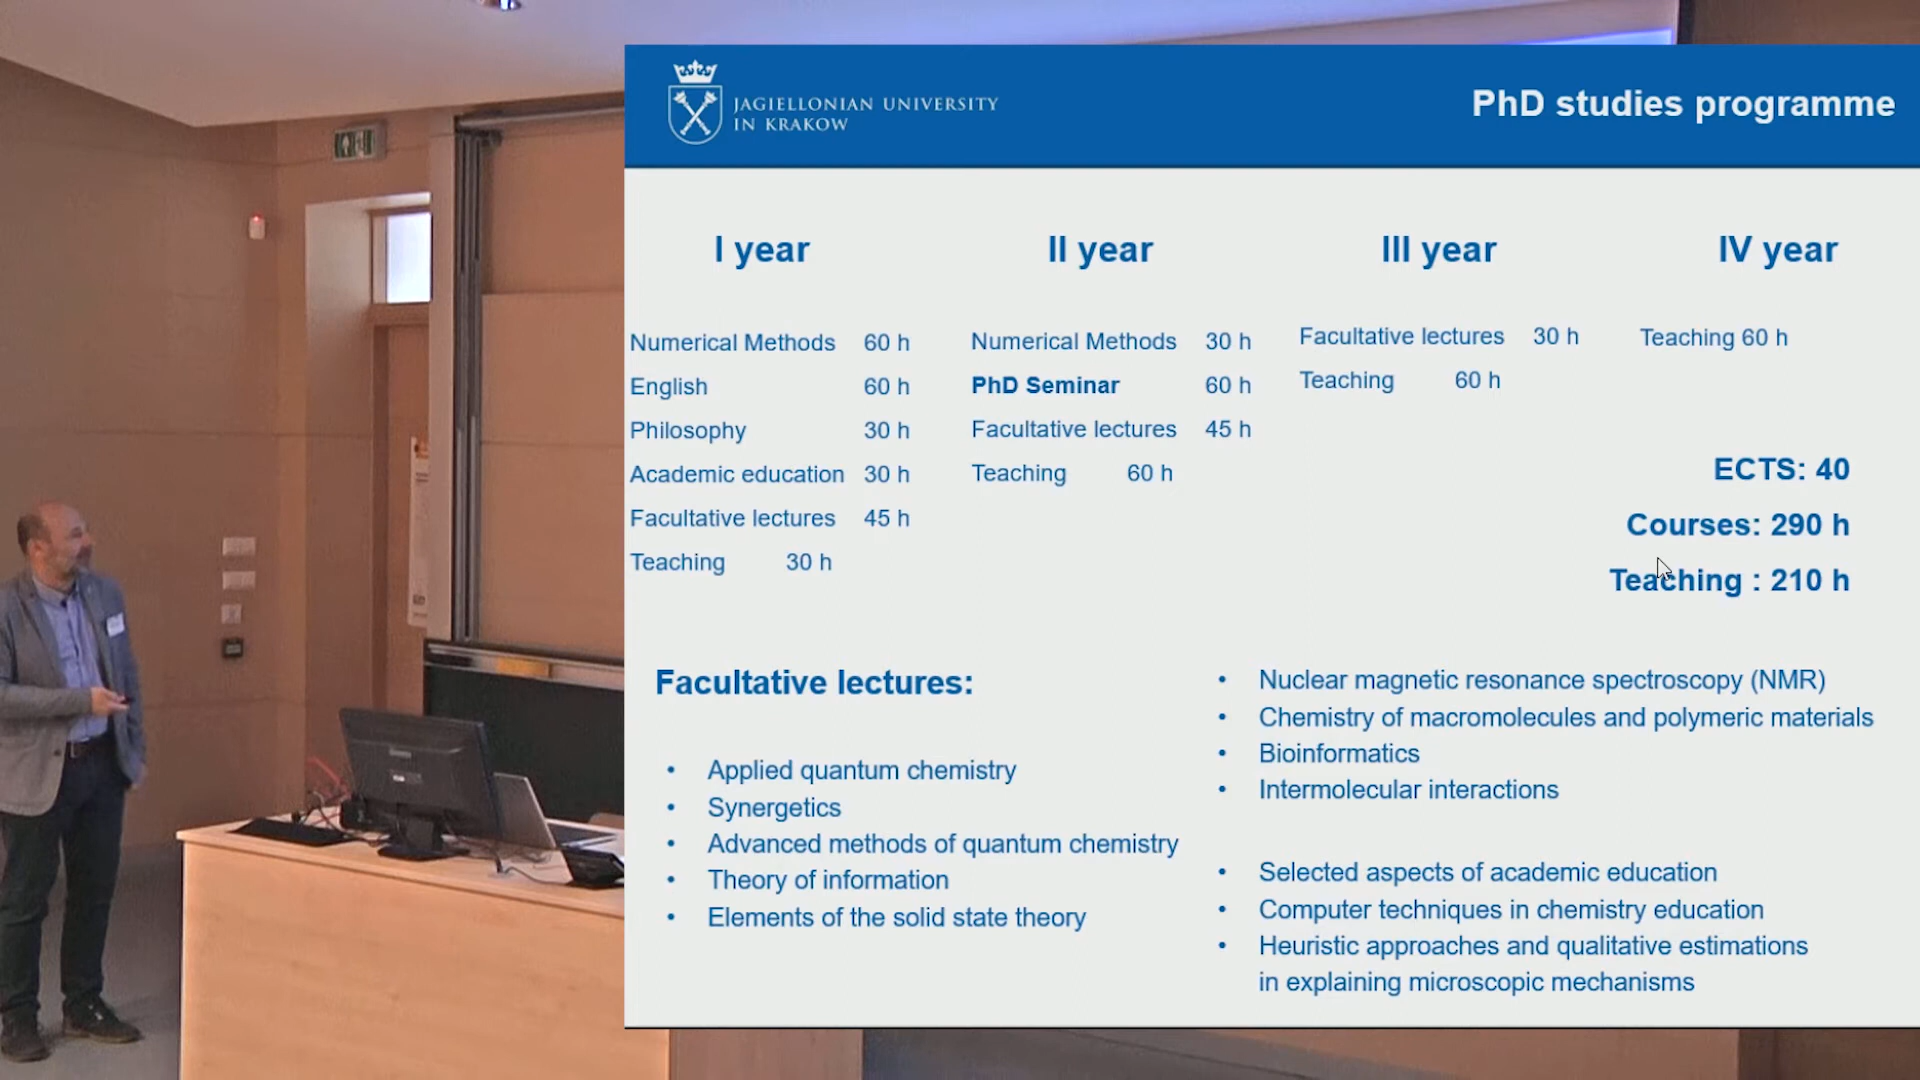 JAGIELLONIAN UNIVERSITY
IN KRAKOW
PhD studies programme
I year
Numerical Methods 60 h
English 60 h
Philosophy 30 h
Academic education 30 h
Facultative lectures 45 h
Teaching 30 h
II year
Numerical Methods 30 h
PhD Seminar 60 h
Facultative lectures 45 h
Teaching 60 h
III year
Facultative lectures 30 h
Teaching 60 h
IV year
Teaching 60 h
ECTS: 40
Courses: 290 h
Teaching : 210 h
Facultative lectures:
• Applied quantum chemistry
• Synergetics
• Advanced methods of quantum chemistry
• Theory of information
• Elements of the solid state theory
• Nuclear magnetic resonance spectroscopy (NMR)
• Chemistry of macromolecules and polymeric materials
• Bioinformatics
• Intermolecular interactions
• Selected aspects of academic education
• Computer techniques in chemistry education
• Heuristic approaches and qualitative estimations
in explaining microscopic mechanisms